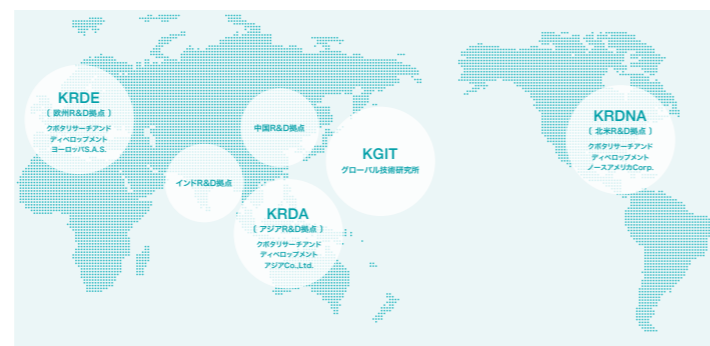 KRDE
〔 欧州R&D拠点 〕
クボタリサーチアンド
ディベロップメント
ヨーロッパS.A.S.
中国R&D拠点
インドR&D拠点
KGIT
グローバル技術研究所
KRDA
〔 アジアR&D拠点 〕
クボタリサーチアンド
ディベロップメント
アジアCo.,Ltd.
KRDNA
〔 北米R&D拠点 〕
クボタリサーチアンド
ディベロップメント
ノースアメリカCorp.